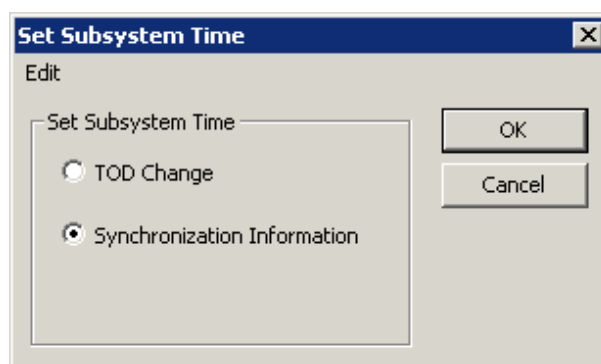 Set Subsystem Time
Edit
Set Subsystem Time
TOD Change
Synchronization Information
OK
Cancel